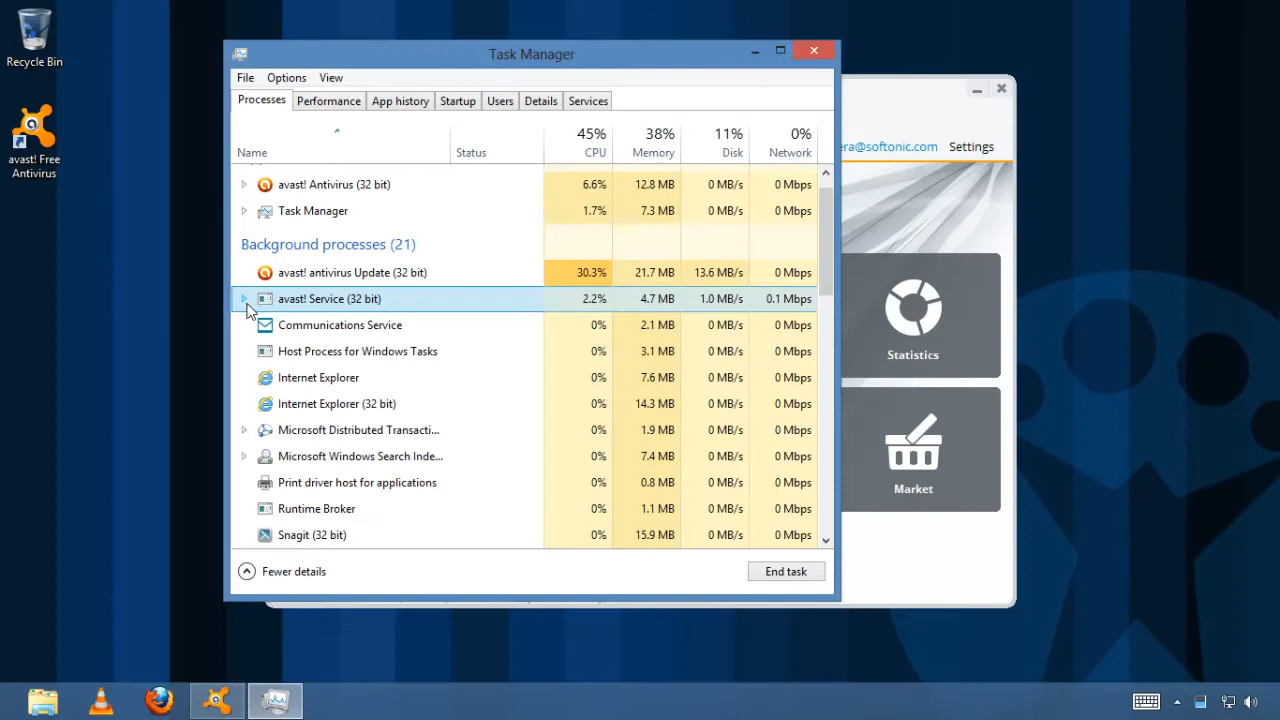 Recycle Bin
avast! Free
Antivirus
Task Manager
File Options View
Processes Performance App history Startup Users Details Services
45% 38% 11% 0%
Name Status CPU Memory Disk Network
avast! Antivirus (32 bit) 6.6% 12.8 MB 0 MB/s 0 Mbps
Task Manager 1.7% 7.3 MB 0 MB/s 0 Mbps
Background processes (21)
avast! antivirus Update (32 bit) 30.3% 21.7 MB 13.6 MB/s 0 Mbps
avast! Service (32 bit) 2.2% 4.7 MB 1.0 MB/s 0.1 Mbps
Communications Service 0% 2.1 MB 0 MB/s 0 Mbps
Host Process for Windows Tasks 0% 3.1 MB 0 MB/s 0 Mbps
Internet Explorer 0% 7.6 MB 0 MB/s 0 Mbps
Internet Explorer (32 bit) 0% 14.3 MB 0 MB/s 0 Mbps
Microsoft Distributed Transacti... 0% 1.9 MB 0 MB/s 0 Mbps
Microsoft Windows Search Inde... 0% 7.4 MB 0 MB/s 0 Mbps
Print driver host for applications 0% 0.8 MB 0 MB/s 0 Mbps
Runtime Broker 0% 1.1 MB 0 MB/s 0 Mbps
Snagit (32 bit) 0% 15.9 MB 0 MB/s 0 Mbps
Fewer details End task
era@softonic.com Settings
Statistics
Market